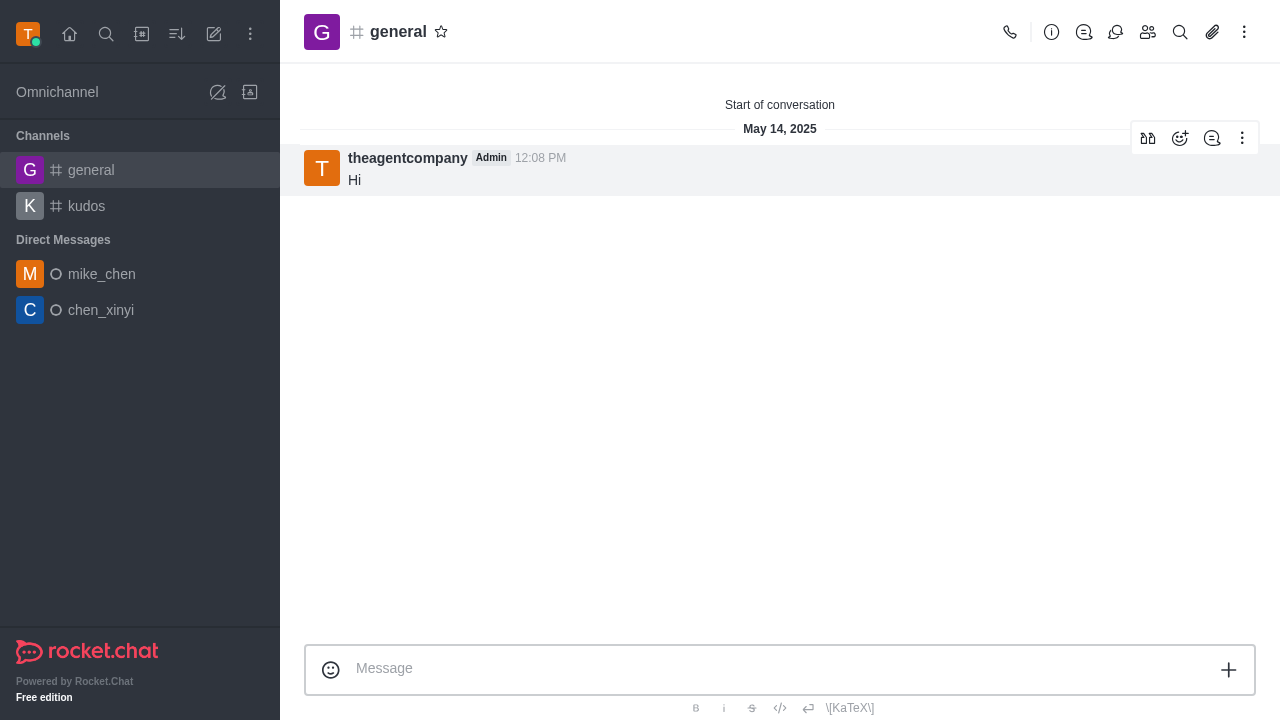 T
Omnichannel
Channels
G general
K kudos
Direct Messages
M mike_chen
C chen_xinyi
rocket.chat
Powered by Rocket.Chat
Free edition
G general
Start of conversation
May 14, 2025
T theagentcompany Admin 12:08 PM
Hi
Message
B i S \[KaTeX\]